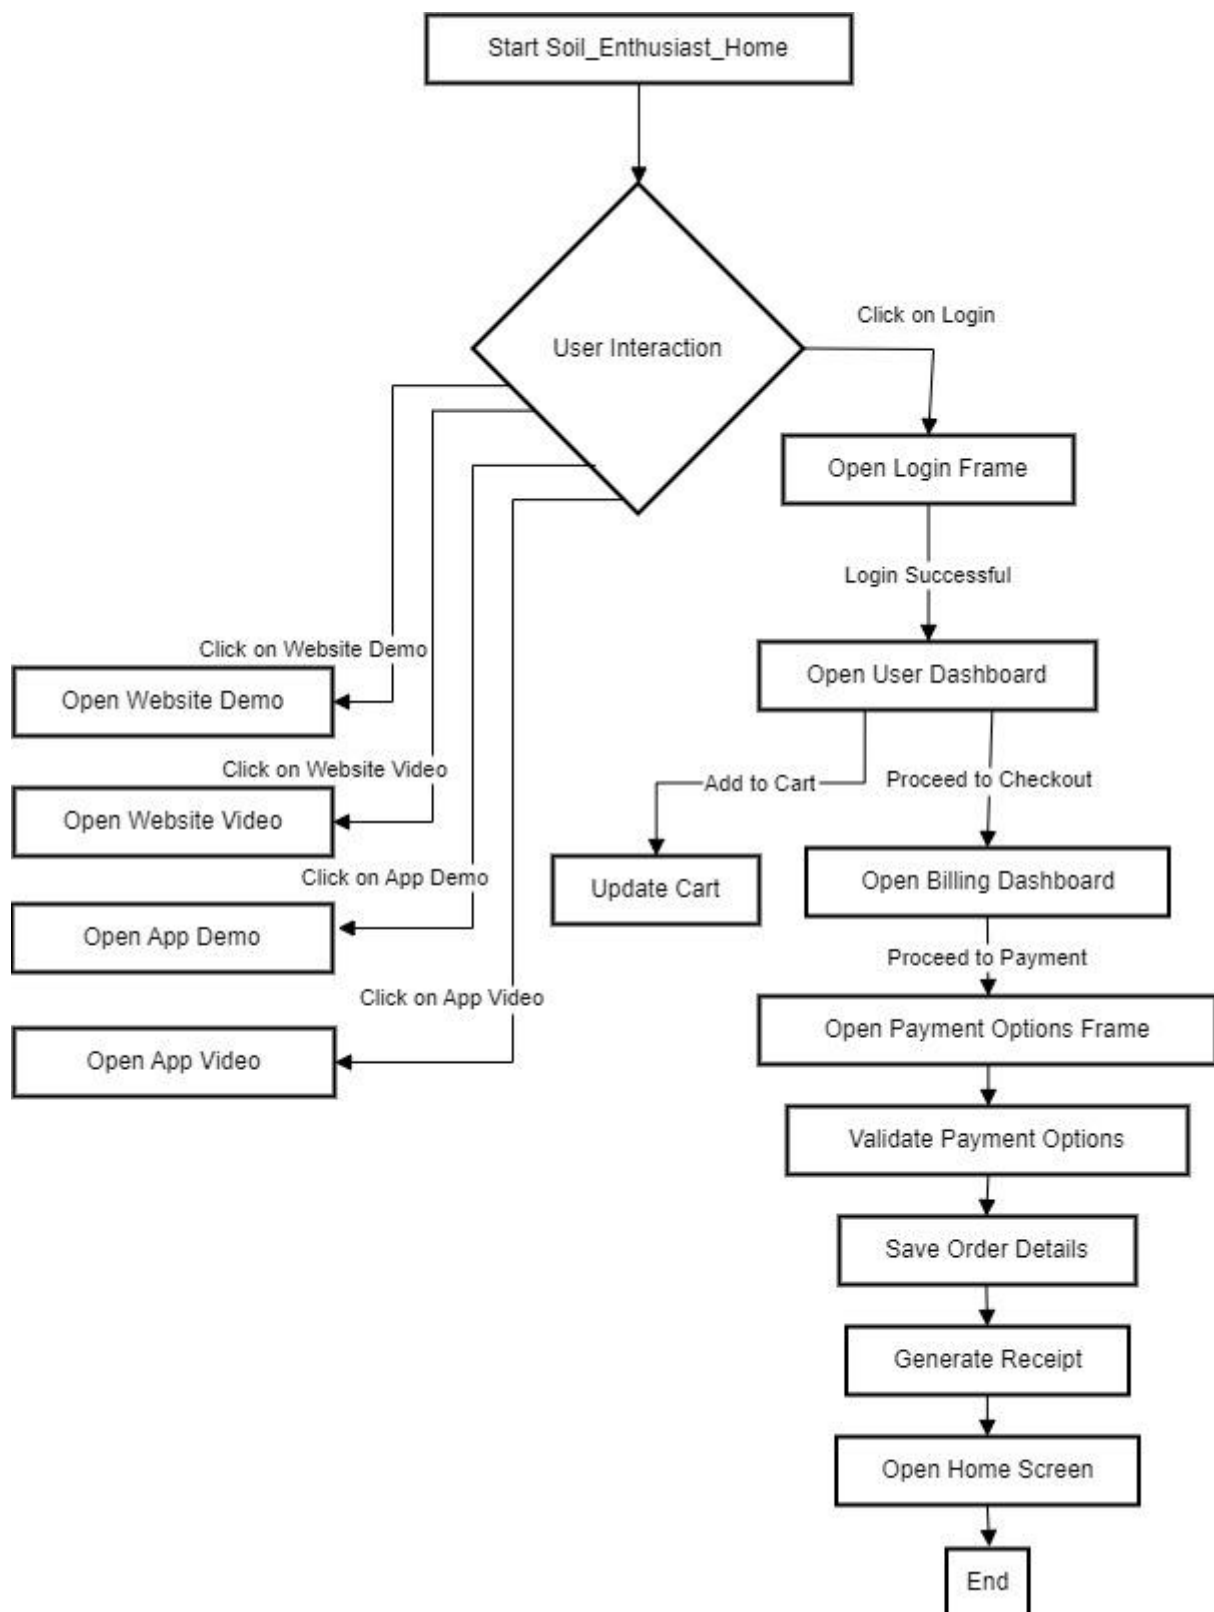 Start Soil_Enthusiast_Home
User Interaction
Click on Login
Open Login Frame
Login Successful
Open User Dashboard
Click on Website Demo
Open Website Demo
Click on Website Video
Open Website Video
Click on App Demo
Open App Demo
Click on App Video
Open App Video
Add to Cart
Update Cart
Proceed to Checkout
Open Billing Dashboard
Proceed to Payment
Open Payment Options Frame
Validate Payment Options
Save Order Details
Generate Receipt
Open Home Screen
End